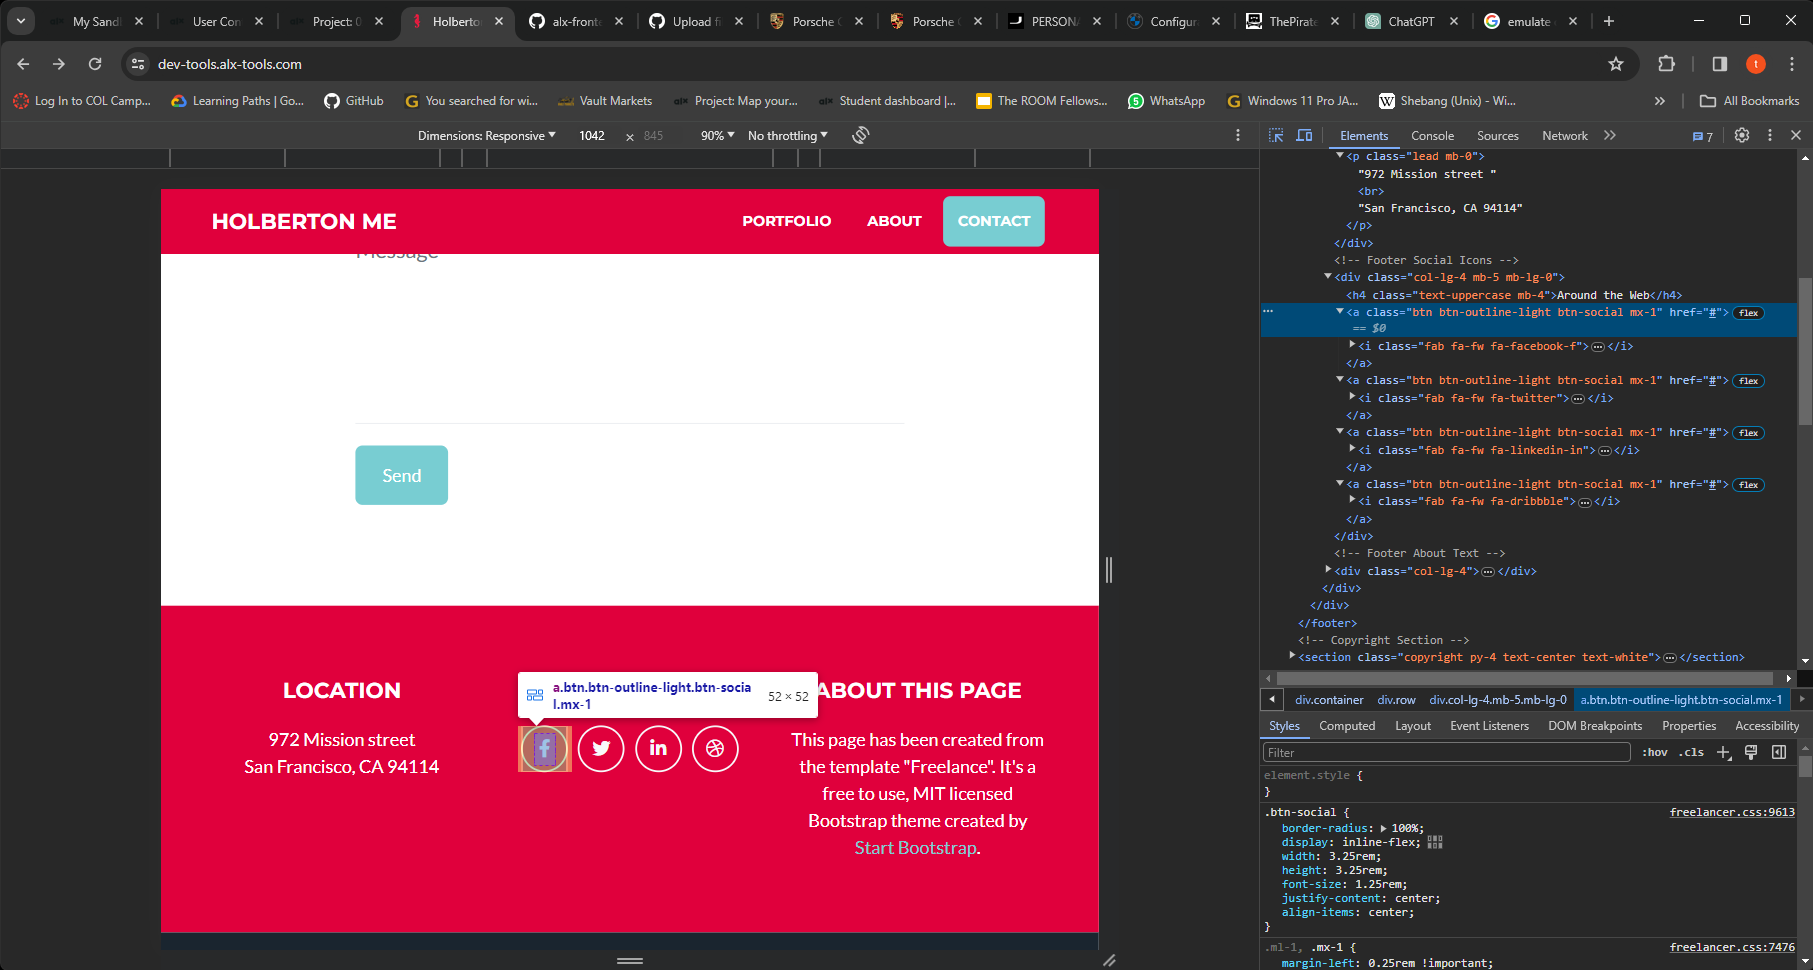 My Sand
User Con
Project: 0
Holberto
alx-fronte
Upload fi
Porsche C
Porsche
PERSONA
Configura
ThePirate
ChatGPT
emulate
dev-tools.alx-tools.com
t
Log In to COL Camp...
Learning Paths | Go...
GitHub
You searched for wi...
Vault Markets
Project: Map your...
Student dashboard |...
The ROOM Fellows...
WhatsApp
Windows 11 Pro JA...
Shebang (Unix) - Wi...
All Bookmarks
Dimensions: Responsive
1042
×
845
90%
No throttling
Elements
Console
Sources
Network
7
HOLBERTON ME
PORTFOLIO
ABOUT
CONTACT
Message
Send
LOCATION
972 Mission street
San Francisco, CA 94114
a.btn.btn-outline-light.btn-socia
l.mx-1
52 × 52
ABOUT THIS PAGE
This page has been created from
the template "Freelance". It's a
free to use, MIT licensed
Bootstrap theme created by
Start Bootstrap.
<p class="lead mb-0">
"972 Mission street "
<br>
"San Francisco, CA 94114"
</p>
</div>
<!-- Footer Social Icons -->
<div class="col-lg-4 mb-5 mb-lg-0">
<h4 class="text-uppercase mb-4">Around the Web</h4>
<a class="btn btn-outline-light btn-social mx-1" href="#"> flex
== $0
<i class="fab fa-fw fa-facebook-f">…</i>
</a>
<a class="btn btn-outline-light btn-social mx-1" href="#"> flex
<i class="fab fa-fw fa-twitter">…</i>
</a>
<a class="btn btn-outline-light btn-social mx-1" href="#"> flex
<i class="fab fa-fw fa-linkedin-in">…</i>
</a>
<a class="btn btn-outline-light btn-social mx-1" href="#"> flex
<i class="fab fa-fw fa-dribbble">…</i>
</a>
</div>
<!-- Footer About Text -->
<div class="col-lg-4">…</div>
</div>
</div>
</footer>
<!-- Copyright Section -->
<section class="copyright py-4 text-center text-white">…</section>
div.container
div.row
div.col-lg-4.mb-5.mb-lg-0
a.btn.btn-outline-light.btn-social.mx-1
Styles
Computed
Layout
Event Listeners
DOM Breakpoints
Properties
Accessibility
Filter
:hov
.cls
element.style {
}
.btn-social {
freelancer.css:9613
border-radius: 100%;
display: inline-flex;
width: 3.25rem;
height: 3.25rem;
font-size: 1.25rem;
justify-content: center;
align-items: center;
}
.ml-1, .mx-1 {
freelancer.css:7476
margin-left: 0.25rem !important;